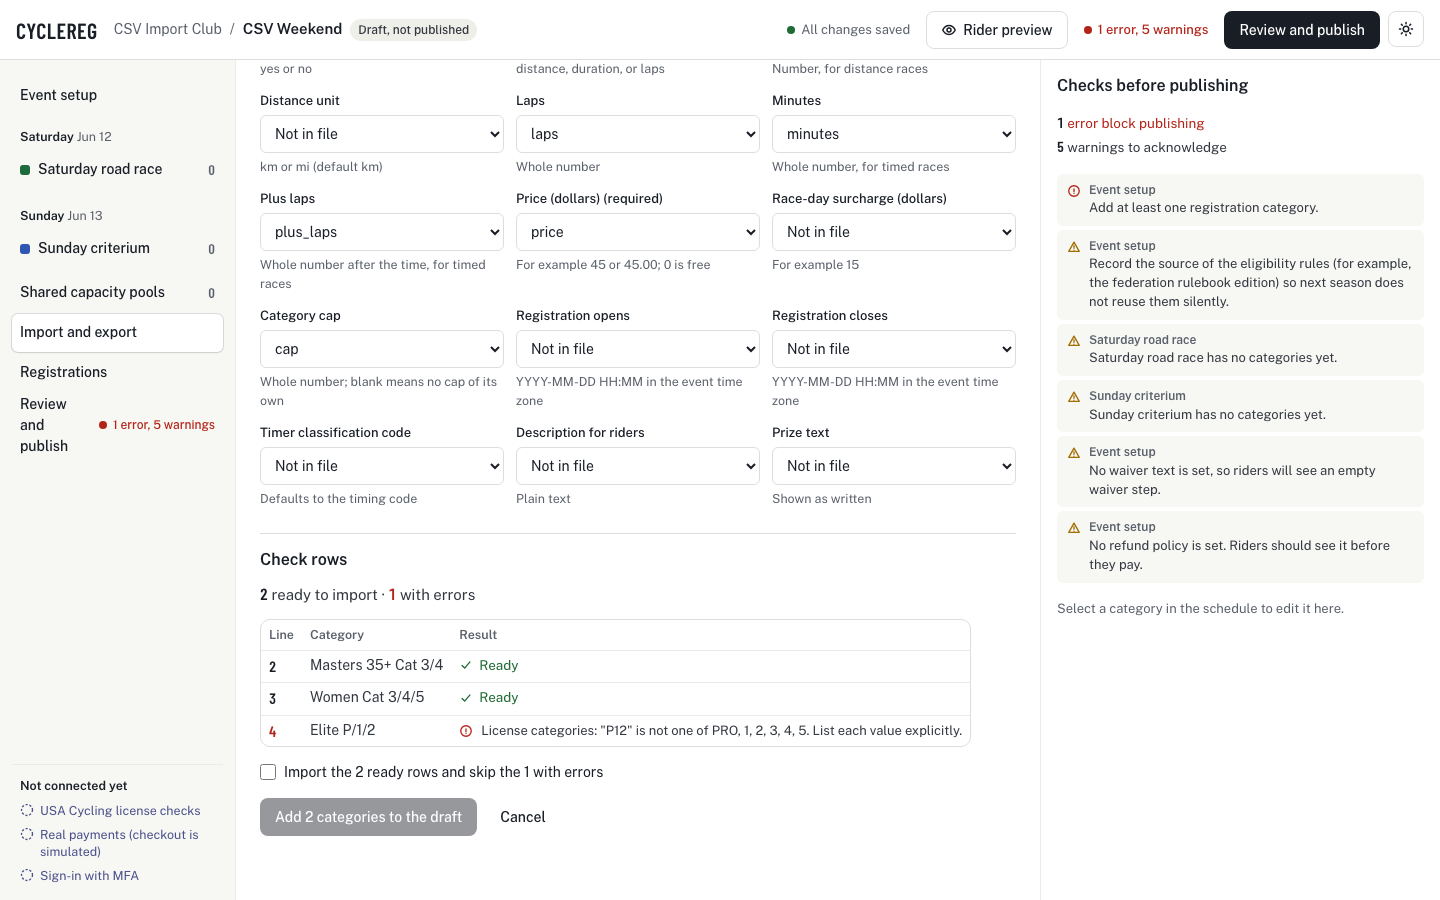 CYCLEREG
CSV Import Club / CSV Weekend
Draft, not published
All changes saved
Rider preview
1 error, 5 warnings
Review and publish
Event setup
Saturday Jun 12
Saturday road race 0
Sunday Jun 13
Sunday criterium 0
Shared capacity pools 0
Import and export
Registrations
Review and publish
1 error, 5 warnings
Not connected yet
USA Cycling license checks
Real payments (checkout is simulated)
Sign-in with MFA
yes or no
distance, duration, or laps
Number, for distance races
Distance unit
Laps
Minutes
Not in file
laps
minutes
km or mi (default km)
Whole number
Whole number, for timed races
Plus laps
Price (dollars) (required)
Race-day surcharge (dollars)
plus_laps
price
Not in file
Whole number after the time, for timed races
For example 45 or 45.00; 0 is free
For example 15
Category cap
Registration opens
Registration closes
cap
Not in file
Not in file
Whole number; blank means no cap of its own
YYYY-MM-DD HH:MM in the event time zone
YYYY-MM-DD HH:MM in the event time zone
Timer classification code
Description for riders
Prize text
Not in file
Not in file
Not in file
Defaults to the timing code
Plain text
Shown as written
Check rows
2 ready to import · 1 with errors
Line Category Result
2 Masters 35+ Cat 3/4 Ready
3 Women Cat 3/4/5 Ready
4 Elite P/1/2 License categories: "P12" is not one of PRO, 1, 2, 3, 4, 5. List each value explicitly.
Import the 2 ready rows and skip the 1 with errors
Add 2 categories to the draft
Cancel
Checks before publishing
1 error block publishing
5 warnings to acknowledge
Event setup
Add at least one registration category.
Event setup
Record the source of the eligibility rules (for example,
the federation rulebook edition) so next season does
not reuse them silently.
Saturday road race
Saturday road race has no categories yet.
Sunday criterium
Sunday criterium has no categories yet.
Event setup
No waiver text is set, so riders will see an empty
waiver step.
Event setup
No refund policy is set. Riders should see it before
they pay.
Select a category in the schedule to edit it here.